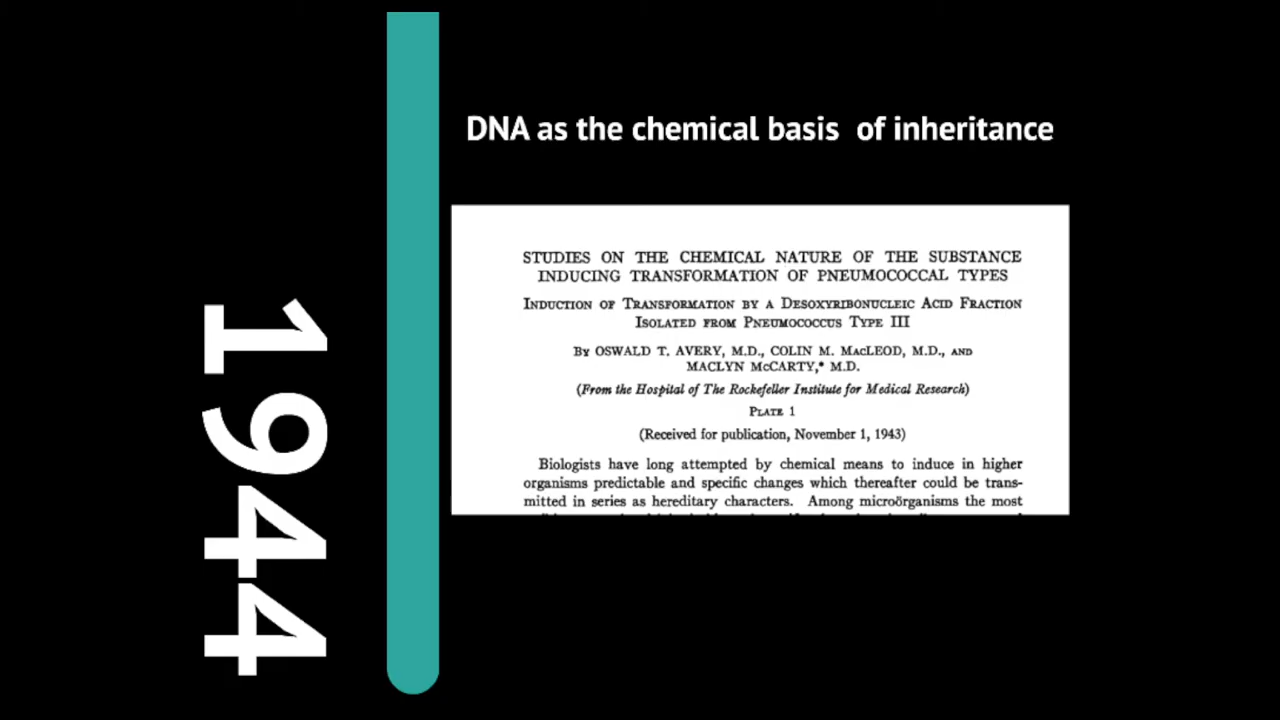 1944
DNA as the chemical basis of inheritance
STUDIES ON THE CHEMICAL NATURE OF THE SUBSTANCE
INDUCING TRANSFORMATION OF PNEUMOCOCCAL TYPES
INDUCTION OF TRANSFORMATION BY A DESOXYRIBONUCLEIC ACID FRACTION
ISOLATED FROM PNEUMOCOCCUS TYPE III
BY OSWALD T. AVERY, M.D., COLIN M. MACLEOD, M.D., AND
MACLYN MCCARTY,* M.D.
(From the Hospital of The Rockefeller Institute for Medical Research)
PLATE 1
(Received for publication, November 1, 1943)
Biologists have long attempted by chemical means to induce in higher
organisms predictable and specific changes which thereafter could be trans-
mitted in series as hereditary characters. Among microörganisms the most